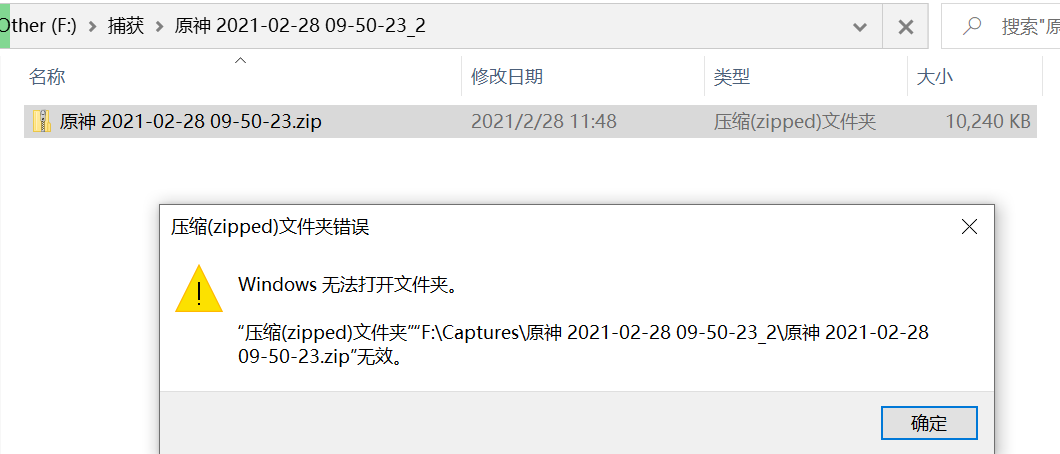 Other (F:) > 捕获 > 原神 2021-02-28 09-50-23_2
搜索"原
名称 修改日期 类型 大小
原神 2021-02-28 09-50-23.zip 2021/2/28 11:48 压缩(zipped)文件夹 10,240 KB
压缩(zipped)文件夹错误
Windows 无法打开文件夹。
“压缩(zipped)文件夹”“F:\Captures\原神 2021-02-28 09-50-23_2\原神 2021-02-28
09-50-23.zip”无效。
确定